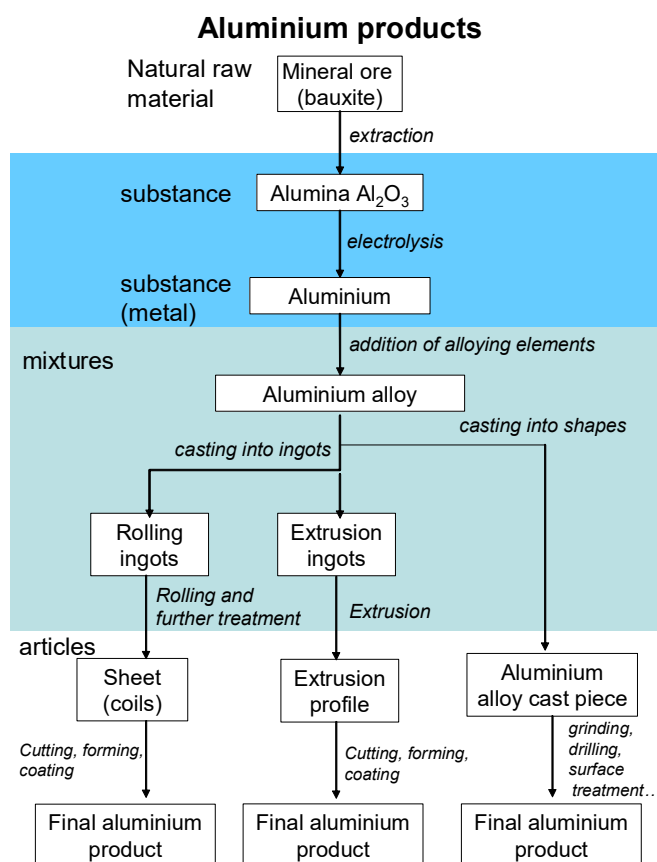 Aluminium products
Natural raw
material
Mineral ore
(bauxite)
extraction
substance
Alumina Al₂O₃
electrolysis
substance
(metal)
Aluminium
addition of alloying elements
mixtures
Aluminium alloy
casting into shapes
casting into ingots
Rolling
ingots
Extrusion
ingots
Rolling and
further treatment
Extrusion
articles
Sheet
(coils)
Extrusion
profile
Aluminium
alloy cast piece
Cutting, forming,
coating
Cutting, forming,
coating
grinding,
drilling,
surface
treatment…
Final aluminium
product
Final aluminium
product
Final aluminium
product